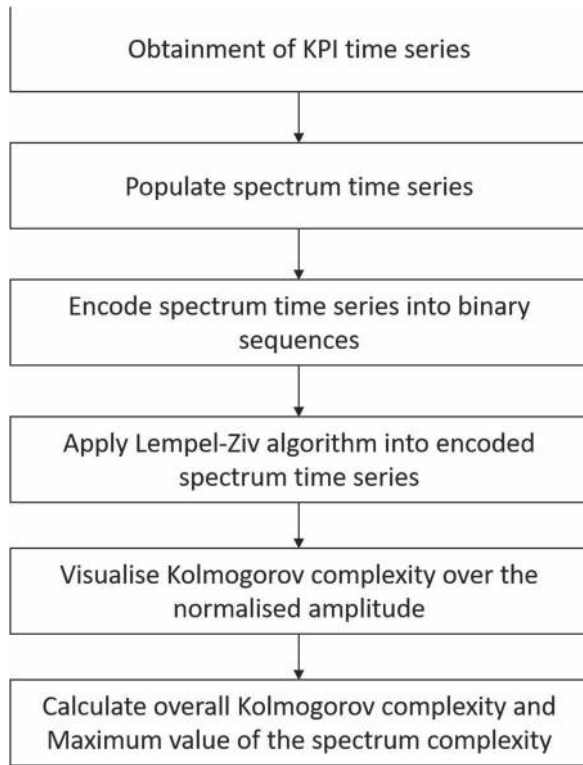 Obtainment of KPI time series
Populate spectrum time series
Encode spectrum time series into binary
sequences
Apply Lempel-Ziv algorithm into encoded
spectrum time series
Visualise Kolmogorov complexity over the
normalised amplitude
Calculate overall Kolmogorov complexity and
Maximum value of the spectrum complexity